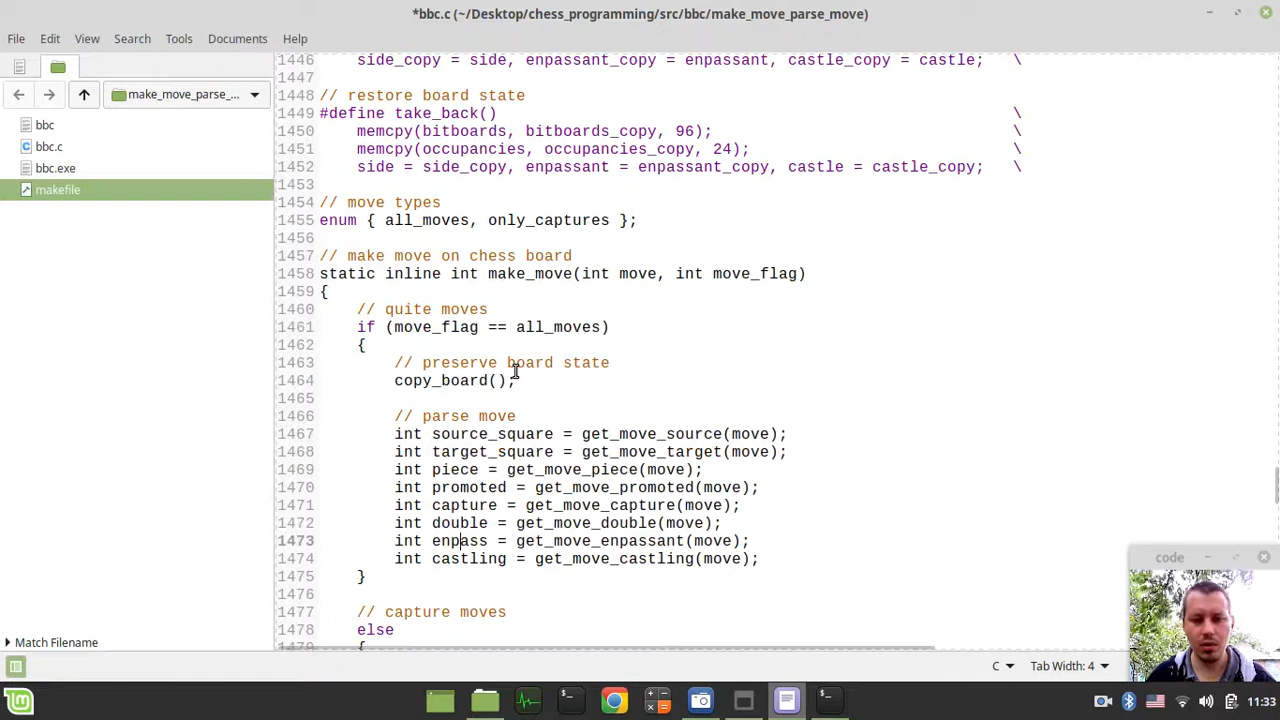 *bbc.c (~/Desktop/chess_programming/src/bbc/make_move_parse_move)
File Edit View Search Tools Documents Help
make_move_parse_...
bbc
bbc.c
bbc.exe
makefile
Match Filename
1446     side_copy = side, enpassant_copy = enpassant, castle_copy = castle;   \
1447
1448 // restore board state
1449 #define take_back()                                                       \
1450     memcpy(bitboards, bitboards_copy, 96);                                \
1451     memcpy(occupancies, occupancies_copy, 24);                            \
1452     side = side_copy, enpassant = enpassant_copy, castle = castle_copy;   \
1453
1454 // move types
1455 enum { all_moves, only_captures };
1456
1457 // make move on chess board
1458 static inline int make_move(int move, int move_flag)
1459 {
1460     // quite moves
1461     if (move_flag == all_moves)
1462     {
1463         // preserve board state
1464         copy_board();
1465
1466         // parse move
1467         int source_square = get_move_source(move);
1468         int target_square = get_move_target(move);
1469         int piece = get_move_piece(move);
1470         int promoted = get_move_promoted(move);
1471         int capture = get_move_capture(move);
1472         int double = get_move_double(move);
1473         int enpass = get_move_enpassant(move);
1474         int castling = get_move_castling(move);
1475     }
1476
1477     // capture moves
1478     else
1479     {
code
C Tab Width: 4
11:33